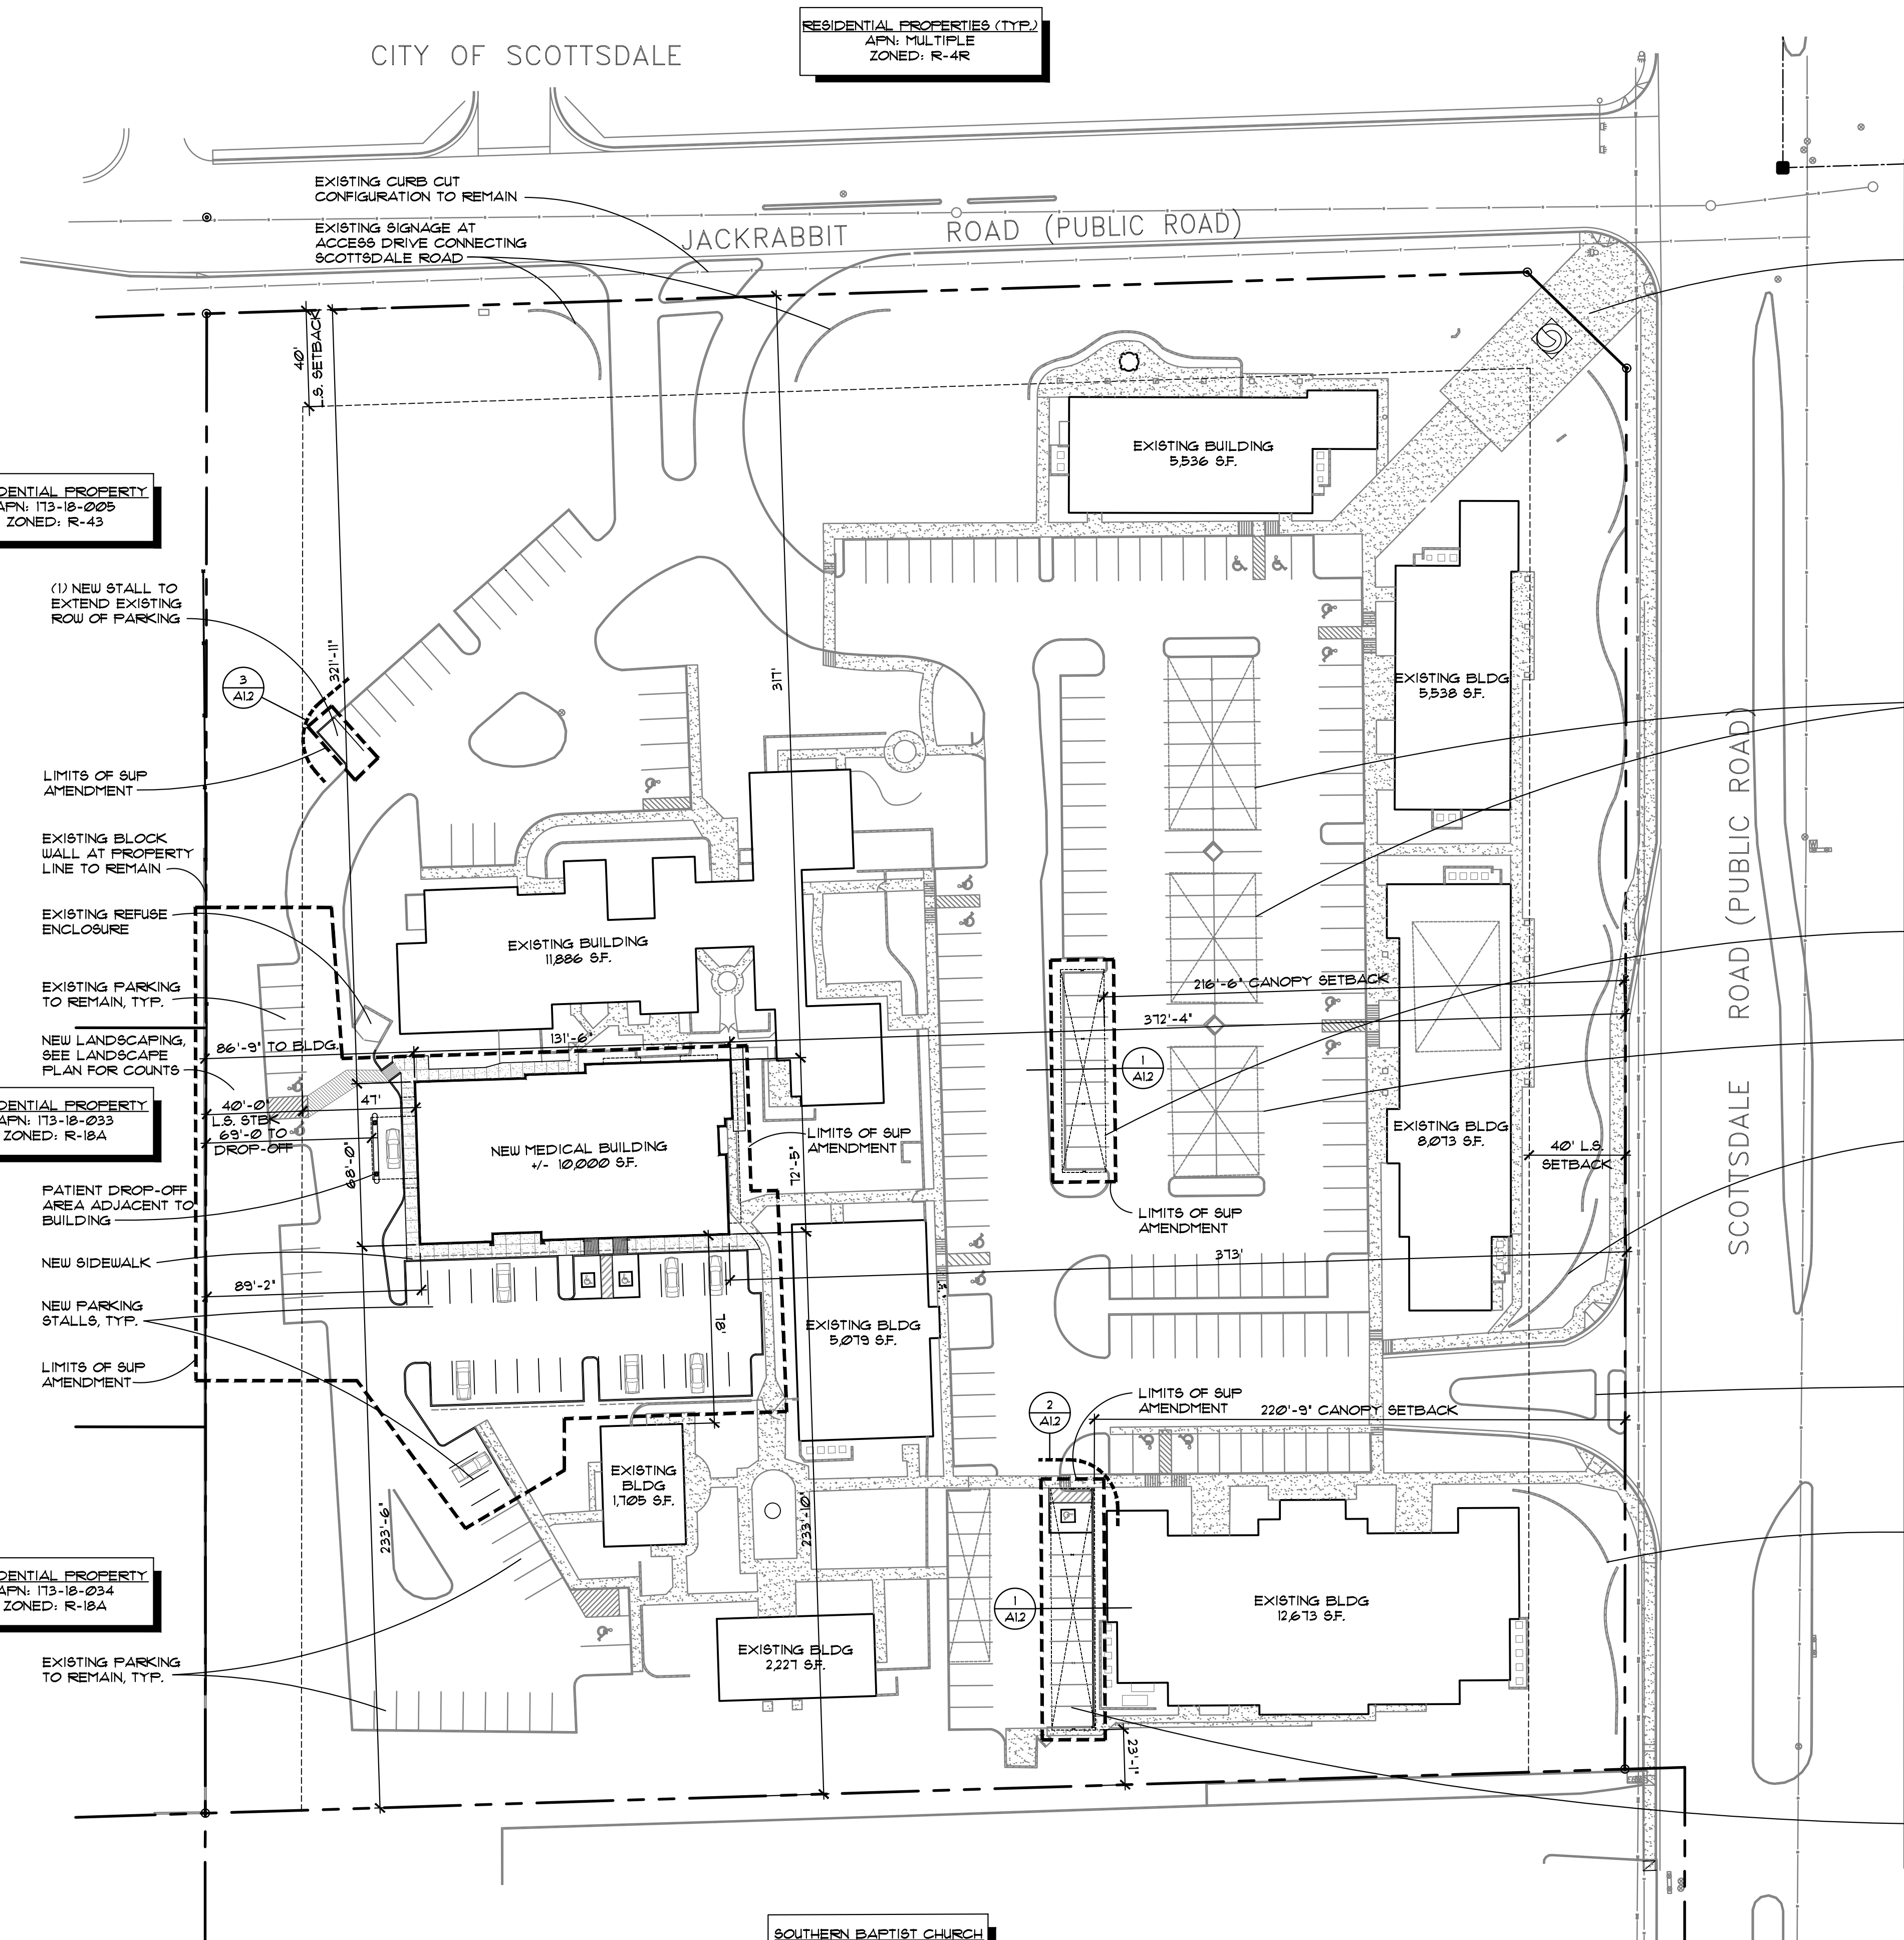 RESIDENTIAL PROPERTIES (TYP.)
APN: MULTIPLE
ZONED: R-4R
CITY OF SCOTTSDALE
EXISTING CURB CUT
CONFIGURATION TO REMAIN
EXISTING SIGNAGE AT
ACCESS DRIVE CONNECTING
SCOTTSDALE ROAD
JACKRABBIT ROAD (PUBLIC ROAD)
40'
L.S. SETBACK
321'-11"
317'
EXISTING BUILDING
5,536 S.F.
DENTIAL PROPERTY
APN: 173-18-005
ZONED: R-43
(1) NEW STALL TO
EXTEND EXISTING
ROW OF PARKING
3
A1.2
LIMITS OF SUP
AMENDMENT
EXISTING BLDG
5,538 S.F.
SCOTTSDALE ROAD (PUBLIC ROAD)
EXISTING BLOCK
WALL AT PROPERTY
LINE TO REMAIN
EXISTING REFUSE
ENCLOSURE
EXISTING BUILDING
11,886 S.F.
EXISTING PARKING
TO REMAIN, TYP.
216'-6" CANOPY SETBACK
372'-4"
NEW LANDSCAPING,
SEE LANDSCAPE
PLAN FOR COUNTS
86'-9" TO BLDG.
131'-6"
1
A1.2
DENTIAL PROPERTY
APN: 173-18-033
ZONED: R-18A
40'-0"
L.S. STBK
69'-0 TO
DROP-OFF
47'
68'-0"
NEW MEDICAL BUILDING
+/- 10,000 S.F.
LIMITS OF SUP
AMENDMENT
72'-5"
EXISTING BLDG
8,073 S.F.
40' L.S.
SETBACK
PATIENT DROP-OFF
AREA ADJACENT TO
BUILDING
LIMITS OF SUP
AMENDMENT
373'
NEW SIDEWALK
89'-2"
NEW PARKING
STALLS, TYP.
78'
EXISTING BLDG
5,079 S.F.
LIMITS OF SUP
AMENDMENT
2
A1.2
LIMITS OF SUP
AMENDMENT
220'-9" CANOPY SETBACK
EXISTING
BLDG
1,705 S.F.
233'-6"
233'-10"
DENTIAL PROPERTY
APN: 173-18-034
ZONED: R-18A
1
A1.2
EXISTING BLDG
12,673 S.F.
EXISTING BLDG
2,227 S.F.
EXISTING PARKING
TO REMAIN, TYP.
23'-1"
SOUTHERN BAPTIST CHURCH